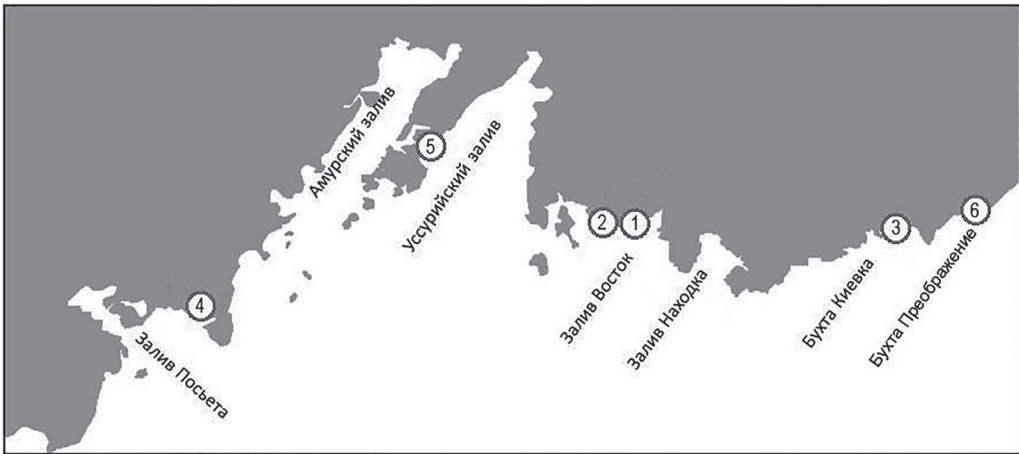 Амурский залив
5
Уссурийский залив
2
1
3
6
4
Залив Посьета
Залив Восток
Залив Находка
Бухта Киевка
Бухта Преображение